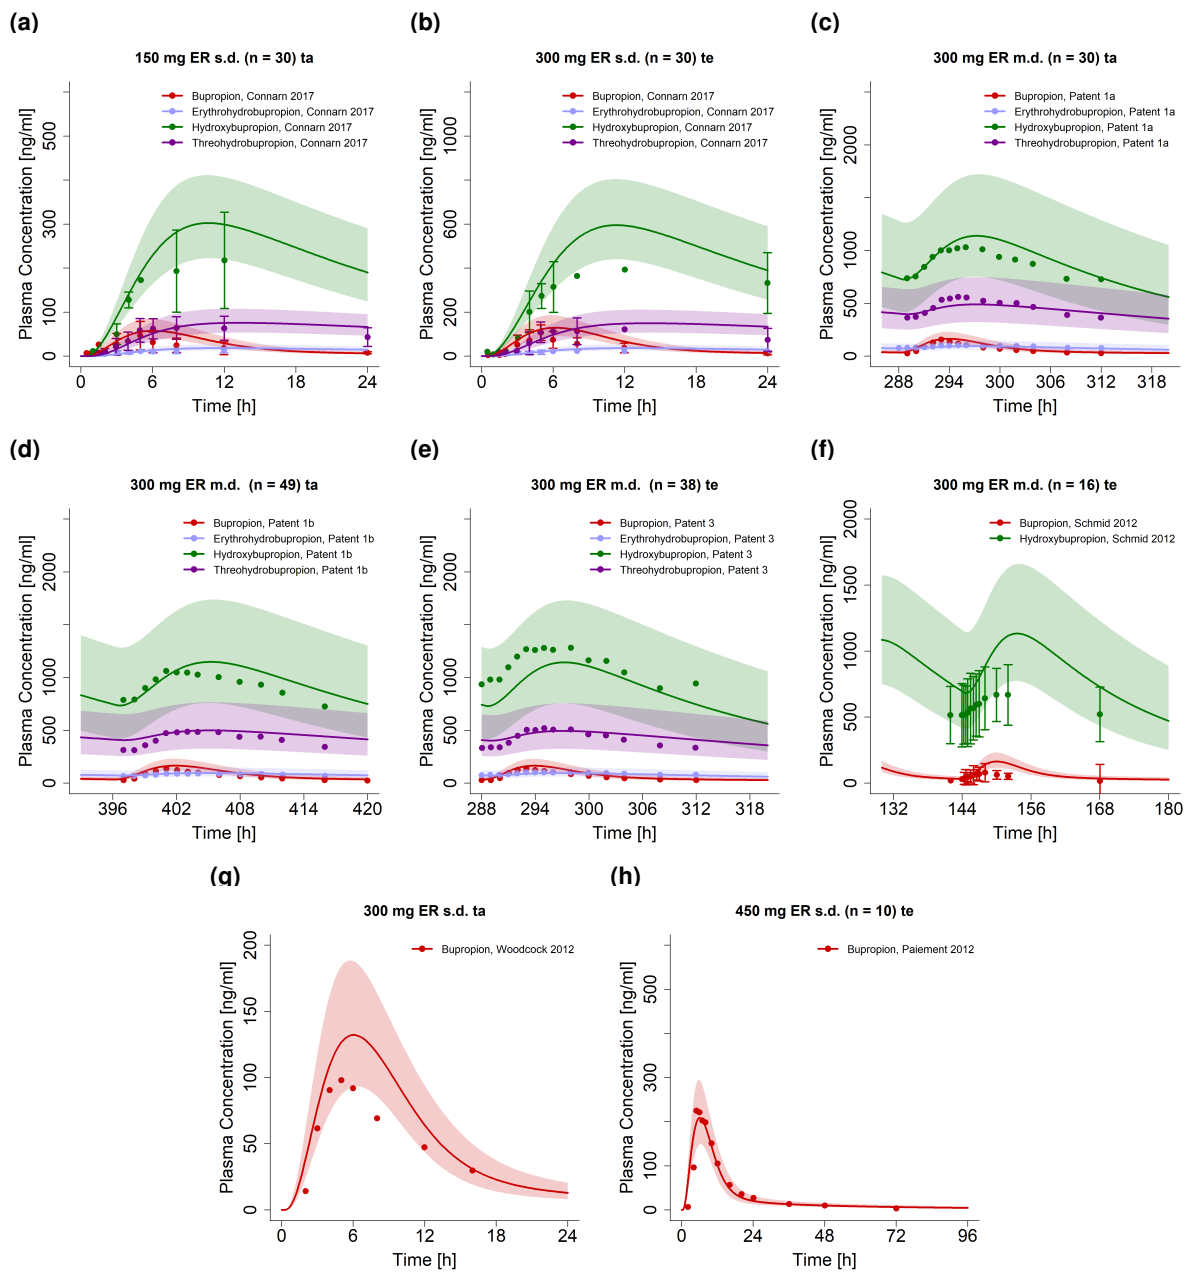 (a)
150 mg ER s.d. (n = 30) ta
Bupropion, Connarn 2017
Erythrohydrobupropion, Connarn 2017
Hydroxybupropion, Connarn 2017
Threohydrobupropion, Connarn 2017
Plasma Concentration [ng/ml]
0 100 300 500
0 6 12 24
Time [h]
(b)
300 mg ER s.d. (n = 30) te
Bupropion, Connarn 2017
Erythrohydrobupropion, Connarn 2017
Hydroxybupropion, Connarn 2017
Threohydrobupropion, Connarn 2017
Plasma Concentration [ng/ml]
0 200 600 1000
0 6 12 24
Time [h]
(c)
300 mg ER m.d. (n = 30) ta
Bupropion, Patent 1a
Erythrohydrobupropion, Patent 1a
Hydroxybupropion, Patent 1a
Threohydrobupropion, Patent 1a
Plasma Concentration [ng/ml]
0 500 1000 2000
288 294 300 306 312 318
Time [h]
(d)
300 mg ER m.d. (n = 49) ta
Bupropion, Patent 1b
Erythrohydrobupropion, Patent 1b
Hydroxybupropion, Patent 1b
Threohydrobupropion, Patent 1b
Plasma Concentration [ng/ml]
0 500 1000 2000
396 402 408 414 420
Time [h]
(e)
300 mg ER m.d. (n = 38) te
Bupropion, Patent 3
Erythrohydrobupropion, Patent 3
Hydroxybupropion, Patent 3
Threohydrobupropion, Patent 3
Plasma Concentration [ng/ml]
0 500 1000 2000
288 294 300 306 312 318
Time [h]
(f)
300 mg ER m.d. (n = 16) te
Bupropion, Schmid 2012
Hydroxybupropion, Schmid 2012
Plasma Concentration [ng/ml]
0 500 1000 1500 2000
132 144 156 168 180
Time [h]
(g)
300 mg ER s.d. ta
Bupropion, Woodcock 2012
Plasma Concentration [ng/ml]
0 50 100 150 200
0 6 12 18 24
Time [h]
(h)
450 mg ER s.d. (n = 10) te
Bupropion, Paiement 2012
Plasma Concentration [ng/ml]
0 100 300 500
0 24 48 72 96
Time [h]